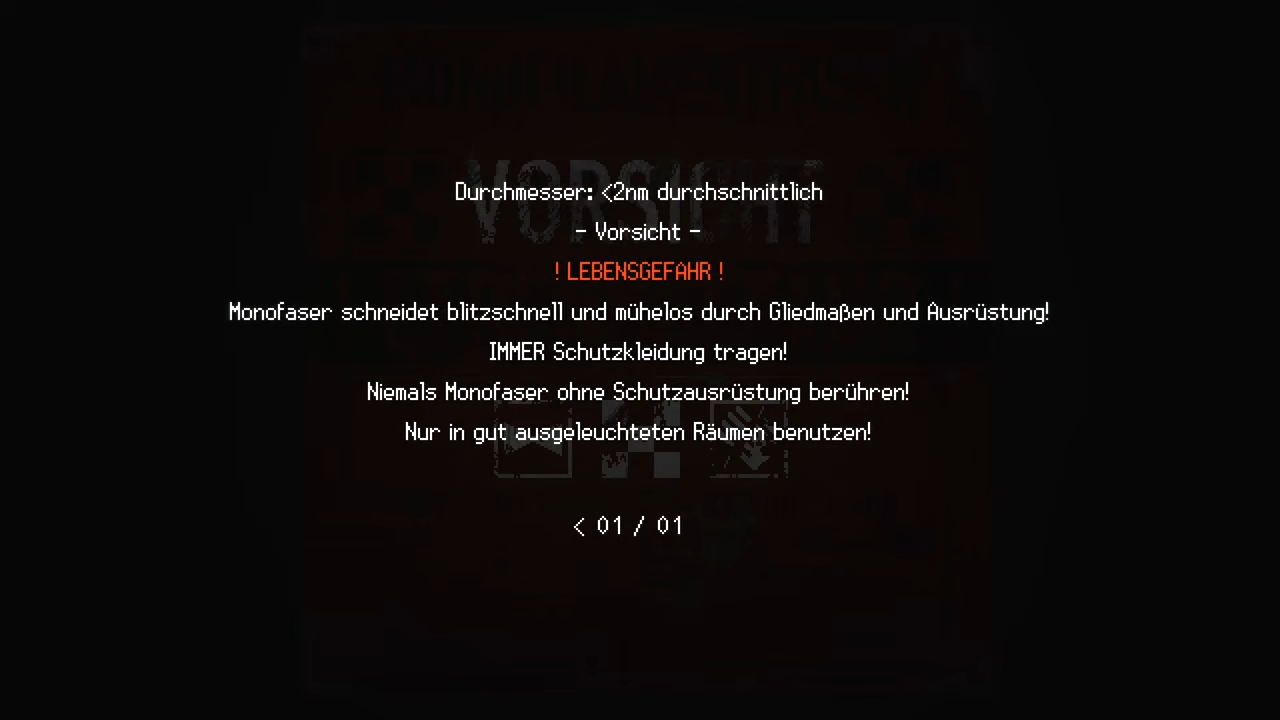 Durchmesser: <2nm durchschnittlich
- Vorsicht -
! LEBENSGEFAHR !
Monofaser schneidet blitzschnell und mühelos durch Gliedmaßen und Ausrüstung!
IMMER Schutzkleidung tragen!
Niemals Monofaser ohne Schutzausrüstung berühren!
Nur in gut ausgeleuchteten Räumen benutzen!
< 01 / 01
VORSICHT